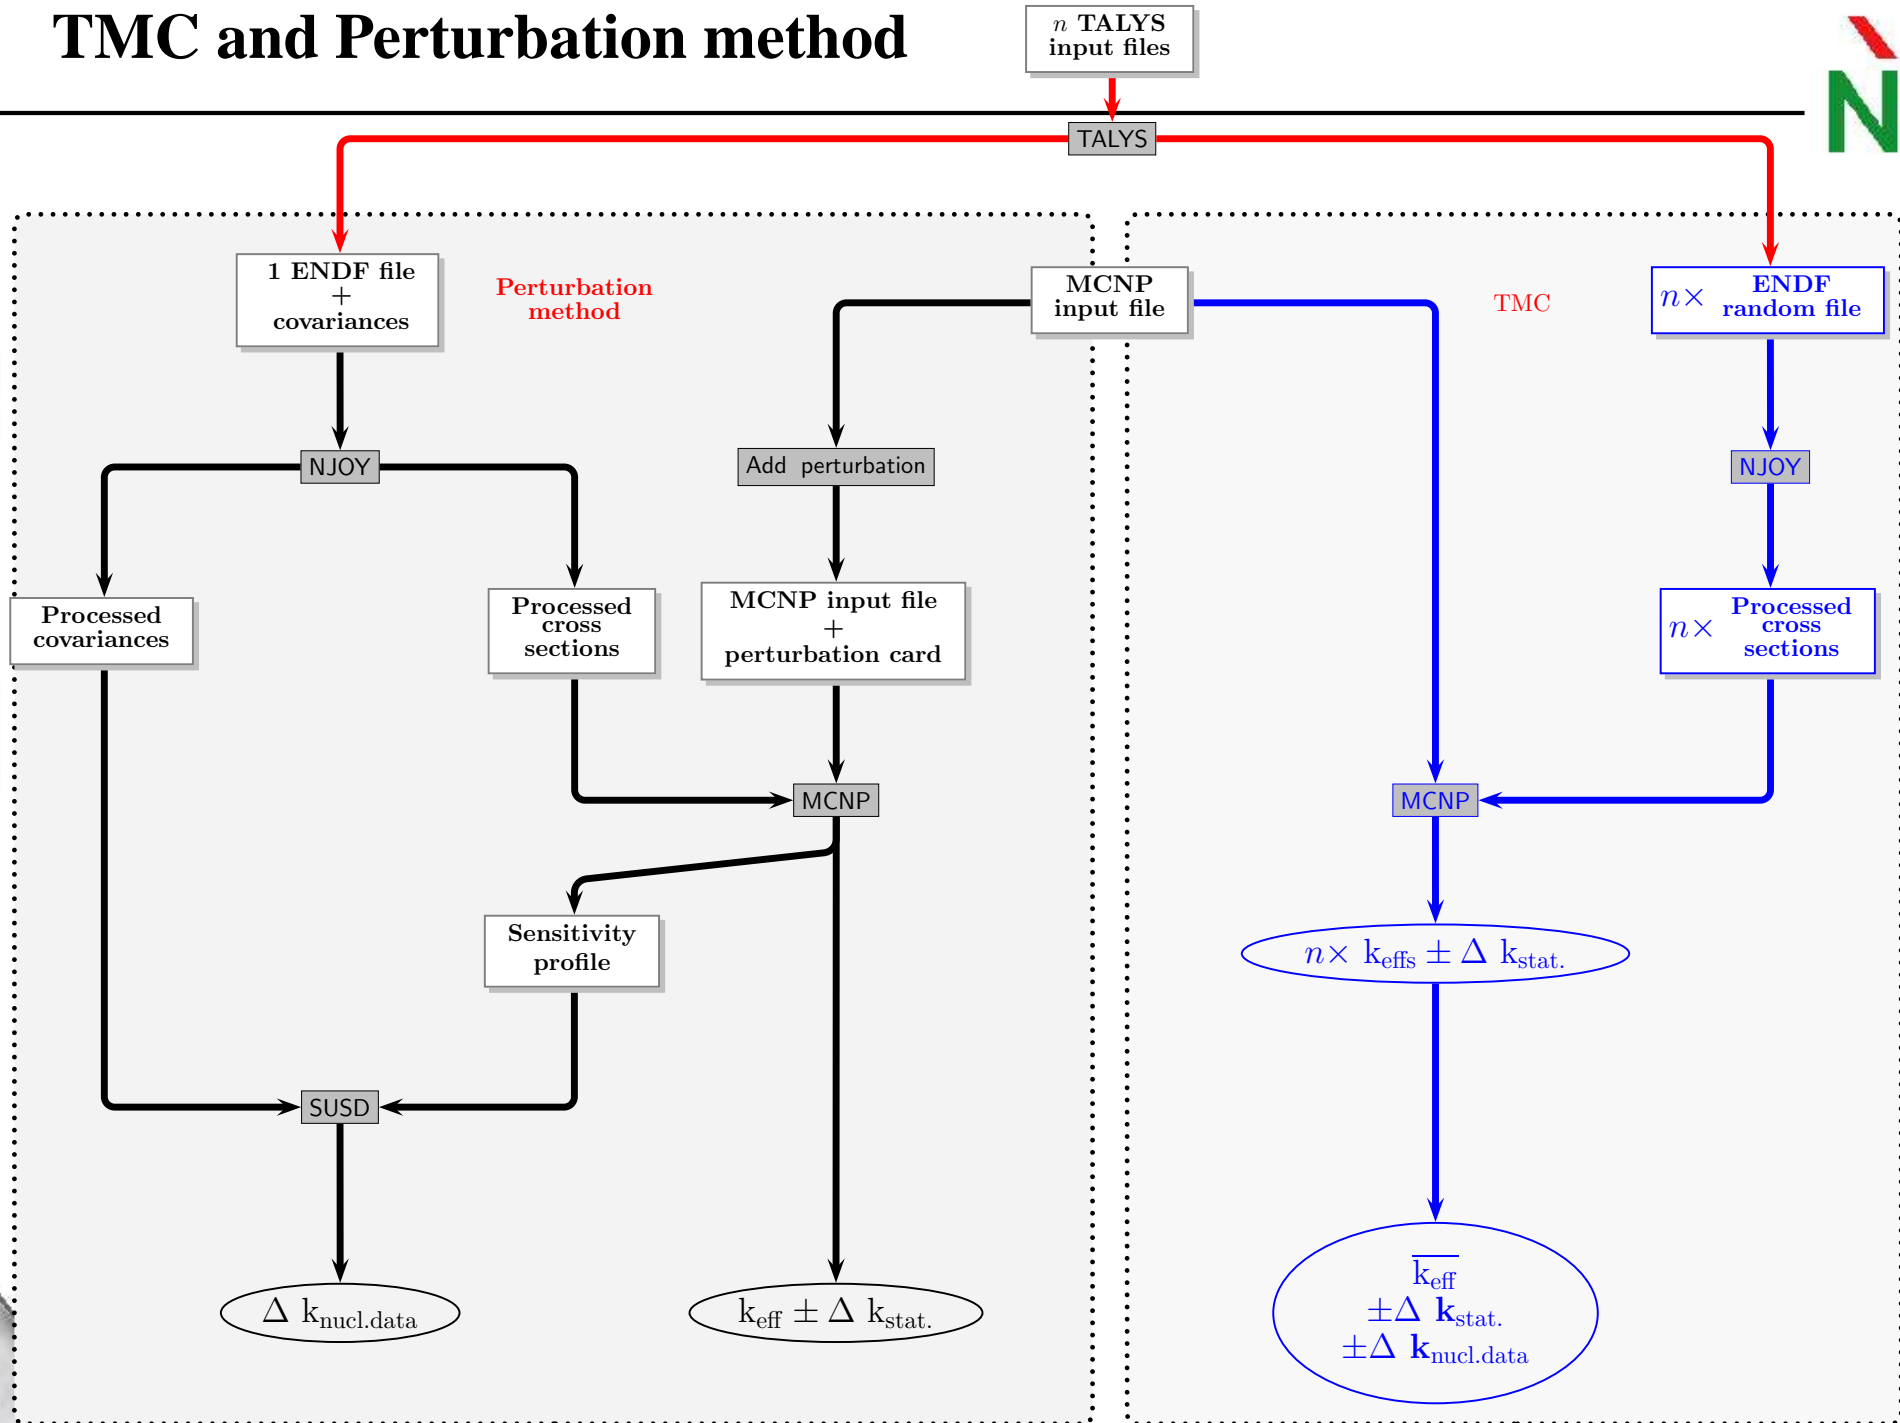 TMC and Perturbation method
n TALYS
input files
TALYS
1 ENDF file
+
covariances
Perturbation
method
MCNP
input file
TMC
n× ENDF
random file
NJOY
Add perturbation
NJOY
Processed
covariances
Processed
cross
sections
MCNP input file
+
perturbation card
n× Processed
cross
sections
MCNP
MCNP
Sensitivity
profile
n× k_effs ± Δ k_stat.
SUSD
Δ k_nucl.data
k_eff ± Δ k_stat.
k̅_eff
±Δ k_stat.
±Δ k_nucl.data
N